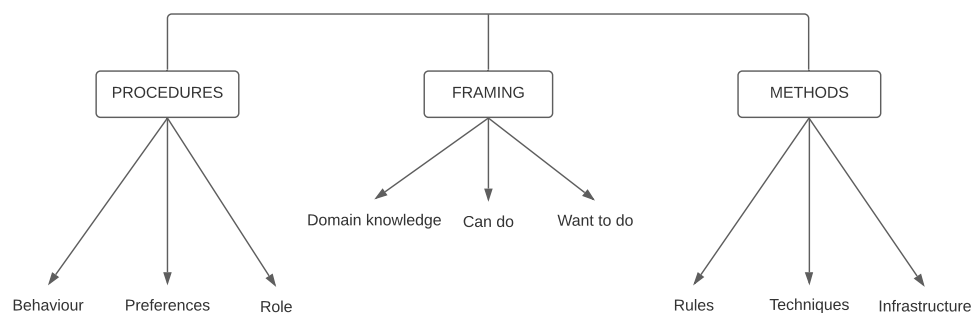 PROCEDURES
FRAMING
METHODS
Domain knowledge
Can do
Want to do
Behaviour
Preferences
Role
Rules
Techniques
Infrastructure